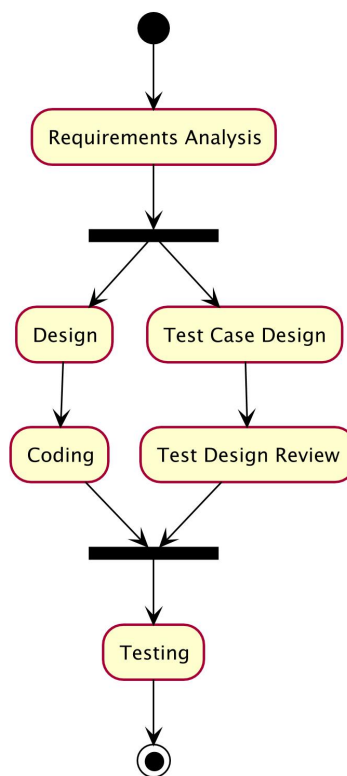 Requirements Analysis
Design
Test Case Design
Coding
Test Design Review
Testing